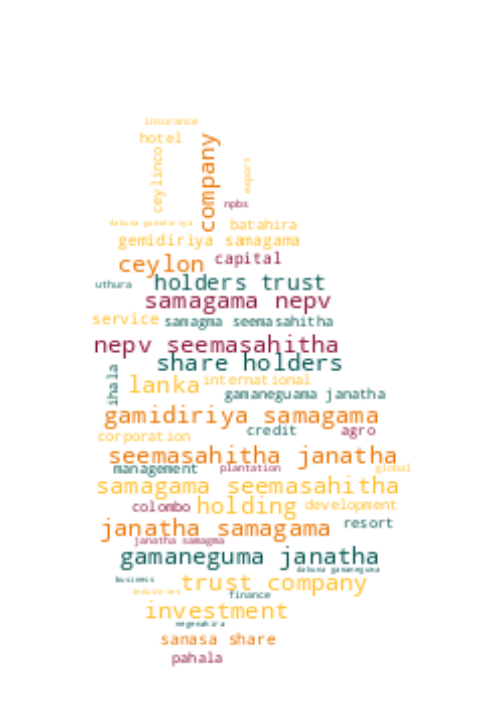 insurance
hotel
ceylinco
company
export
npbs
dakuna gamidiriya
batahira
gemidiriya samagama
ceylon
capital
uthura
holders trust
samagama nepv
service
samagma seemasahitha
nepv seemasahitha
share holders
ihala
lanka
international
gamaneguama janatha
gamidiriya samagama
credit
agro
corporation
seemasahitha janatha
management
plantation
global
samagama seemasahitha
colombo
holding
development
janatha samagama
resort
janatha samagma
gamaneguma janatha
dakuna gamaneguna
business
trust company
industries
finance
investment
negenahira
sanasa share
pahala